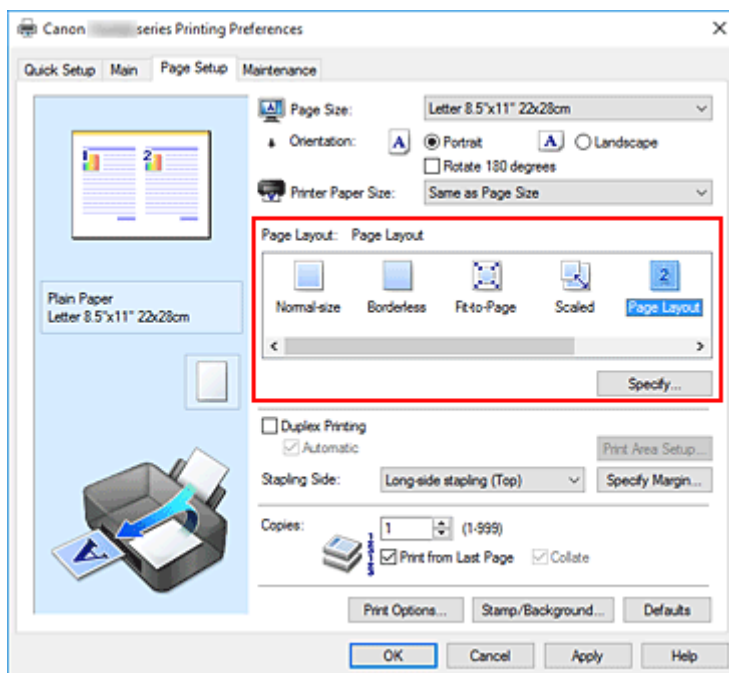 Canon series Printing Preferences
Quick Setup Main Page Setup Maintenance
1 2
Plain Paper
Letter 8.5"x11" 22x28cm
A
Page Size: Letter 8.5"x11" 22x28cm
Orientation: A Portrait A Landscape
Rotate 180 degrees
Printer Paper Size: Same as Page Size
Page Layout: Page Layout
2
Normal-size Borderless Fit-to-Page Scaled Page Layout
Specify...
Duplex Printing
Automatic Print Area Setup...
Stapling Side: Long-side stapling (Top) Specify Margin...
Copies: 1 (1-999)
Print from Last Page Collate
Print Options... Stamp/Background... Defaults
OK Cancel Apply Help